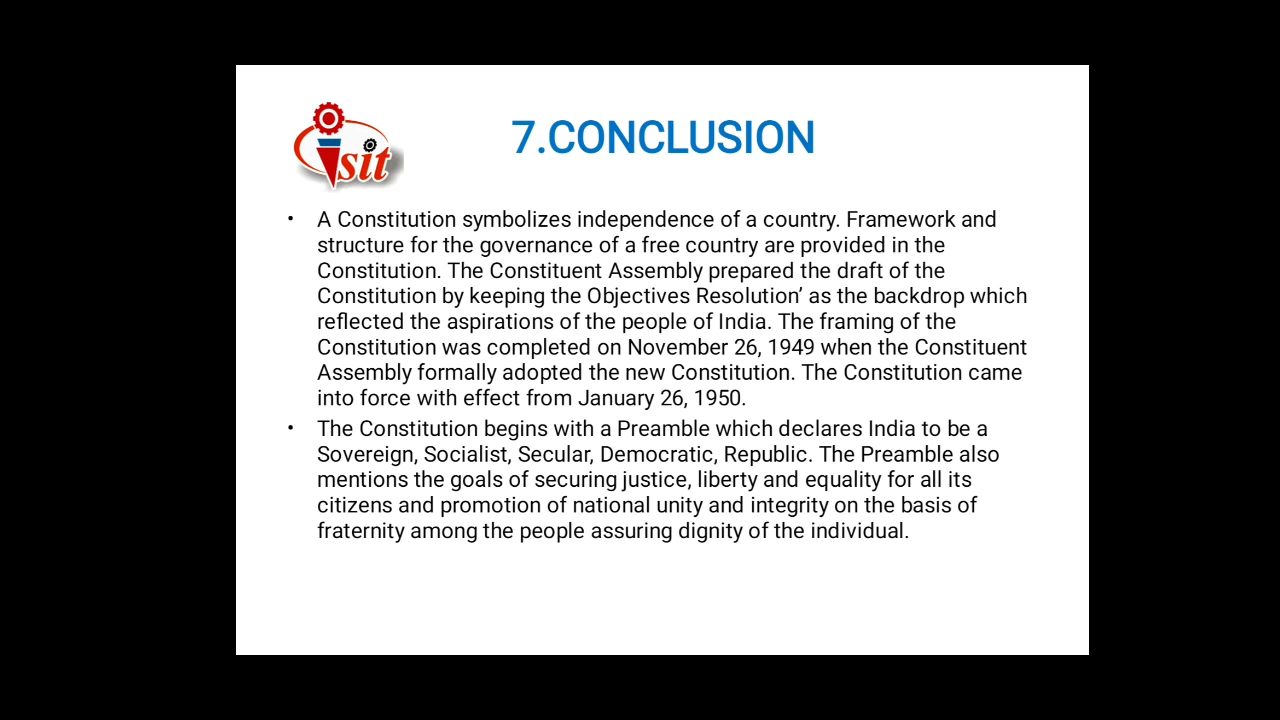 isit
7.CONCLUSION
• A Constitution symbolizes independence of a country. Framework and
structure for the governance of a free country are provided in the
Constitution. The Constituent Assembly prepared the draft of the
Constitution by keeping the Objectives Resolution’ as the backdrop which
reflected the aspirations of the people of India. The framing of the
Constitution was completed on November 26, 1949 when the Constituent
Assembly formally adopted the new Constitution. The Constitution came
into force with effect from January 26, 1950.
• The Constitution begins with a Preamble which declares India to be a
Sovereign, Socialist, Secular, Democratic, Republic. The Preamble also
mentions the goals of securing justice, liberty and equality for all its
citizens and promotion of national unity and integrity on the basis of
fraternity among the people assuring dignity of the individual.